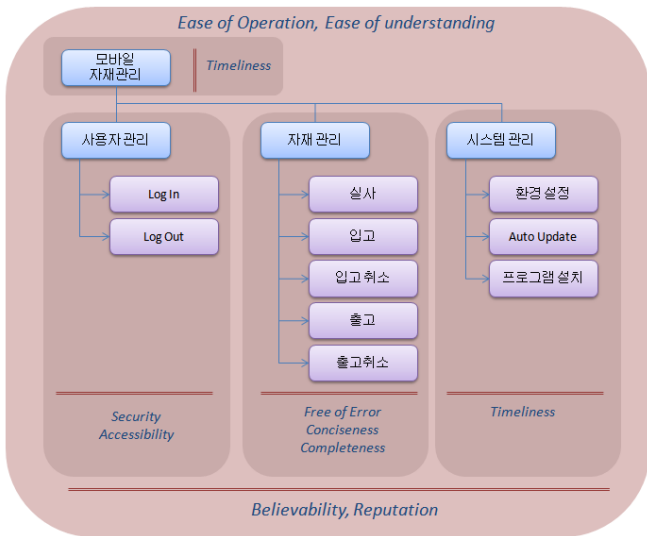 Ease of Operation, Ease of understanding
모바일
자재관리
Timeliness
사용자관리
Log In
Log Out
Security
Accessibility
자재 관리
실사
입고
입고 취소
출고
출고취소
Free of Error
Conciseness
Completeness
시스템 관리
환경 설정
Auto Update
프로그램 설치
Timeliness
Believability, Reputation